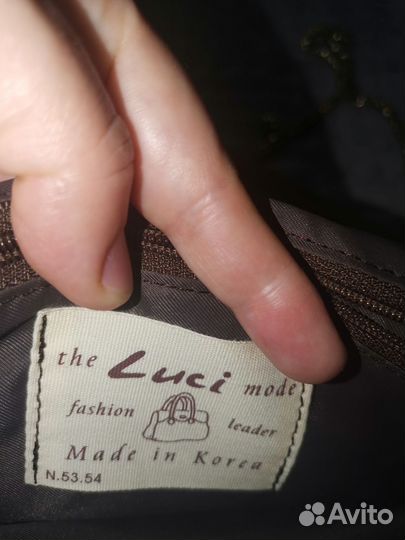 the Luci mode
fashion leader
Made in Korea
N.53.54
Avito